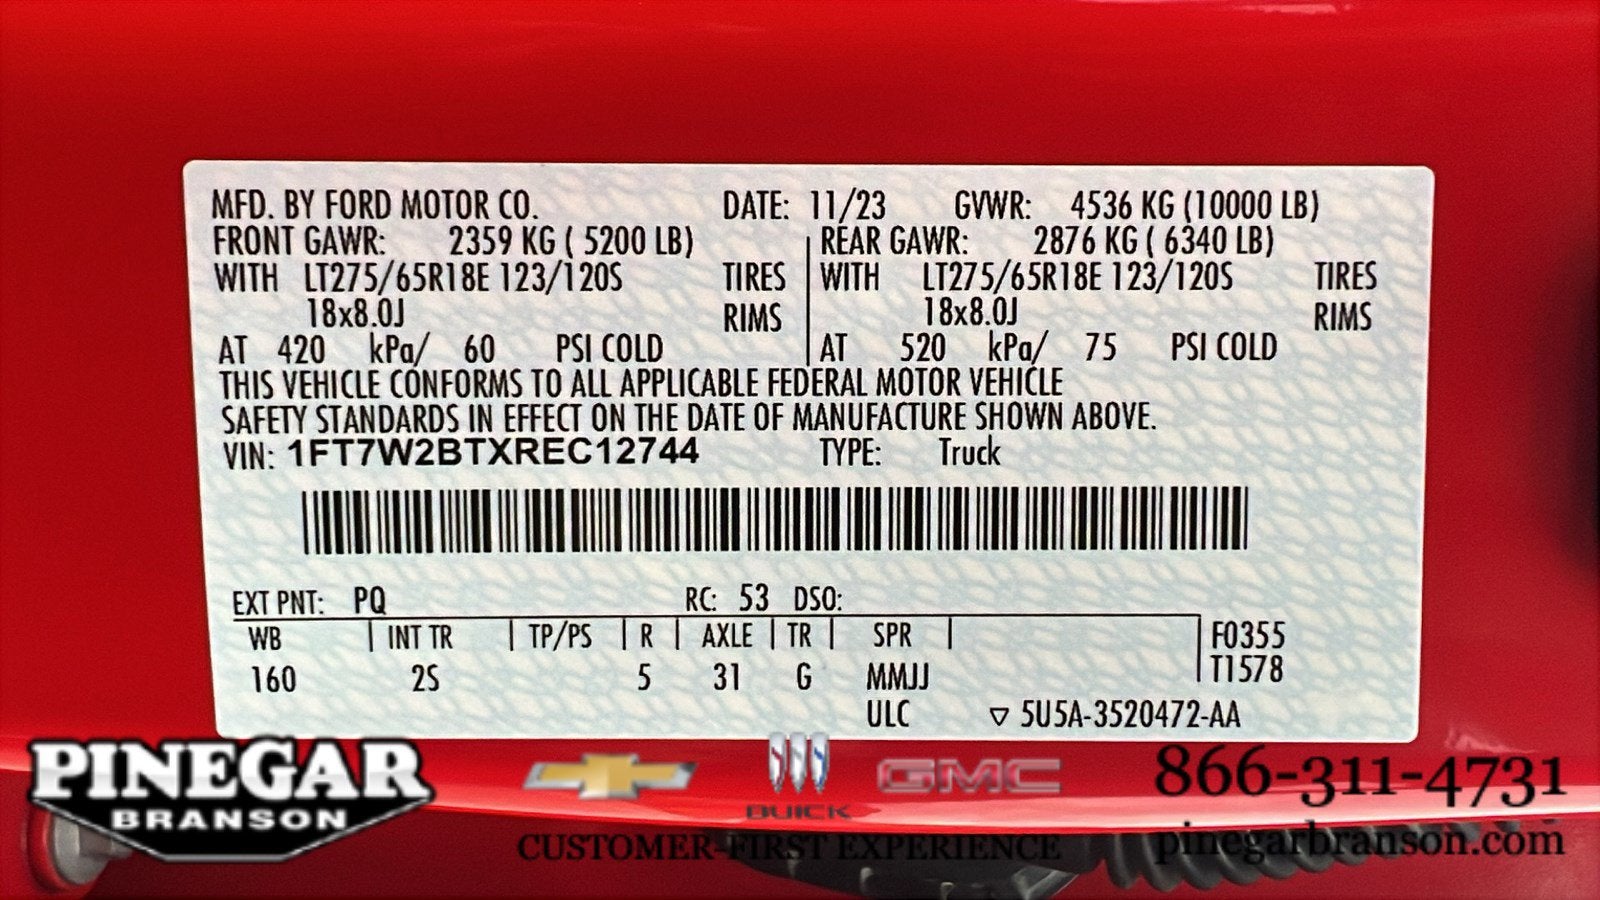 MFD. BY FORD MOTOR CO. DATE: 11/23 GVWR: 4536 KG (10000 LB)
FRONT GAWR: 2359 KG ( 5200 LB) REAR GAWR: 2876 KG ( 6340 LB)
WITH LT275/65R18E 123/120S TIRES WITH LT275/65R18E 123/120S TIRES
18x8.0J RIMS 18x8.0J RIMS
AT 420 kPa/ 60 PSI COLD AT 520 kPa/ 75 PSI COLD
THIS VEHICLE CONFORMS TO ALL APPLICABLE FEDERAL MOTOR VEHICLE
SAFETY STANDARDS IN EFFECT ON THE DATE OF MANUFACTURE SHOWN ABOVE.
VIN: 1FT7W2BTXREC12744 TYPE: Truck
EXT PNT: PQ RC: 53 DSO:
WB INT TR TP/PS R AXLE TR SPR F0355
160 2S 5 31 G MMJJ T1578
ULC ▽ 5U5A-3520472-AA
PINEGAR
BRANSON
BUICK
GMC
CUSTOMER-FIRST EXPERIENCE
866-311-4731
pinegarbranson.com